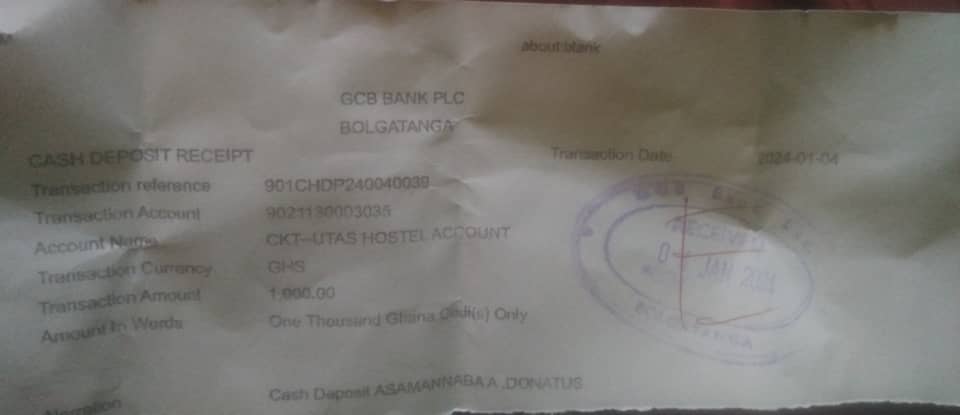 about:blank
GCB BANK PLC
BOLGATANGA
CASH DEPOSIT RECEIPT
Transaction Date 2024-01-04
Transaction reference 901CHDP240040039
Transaction Account 9021130003035
Account Name CKT-UTAS HOSTEL ACCOUNT
Transaction Currency GHS
Transaction Amount 1,000.00
Amount In Words One Thousand Ghana Cedi(s) Only
Narration Cash Deposit ASAMANNABA A .DONATUS
RECEIVED
JAN 2024
BOLGATANGA